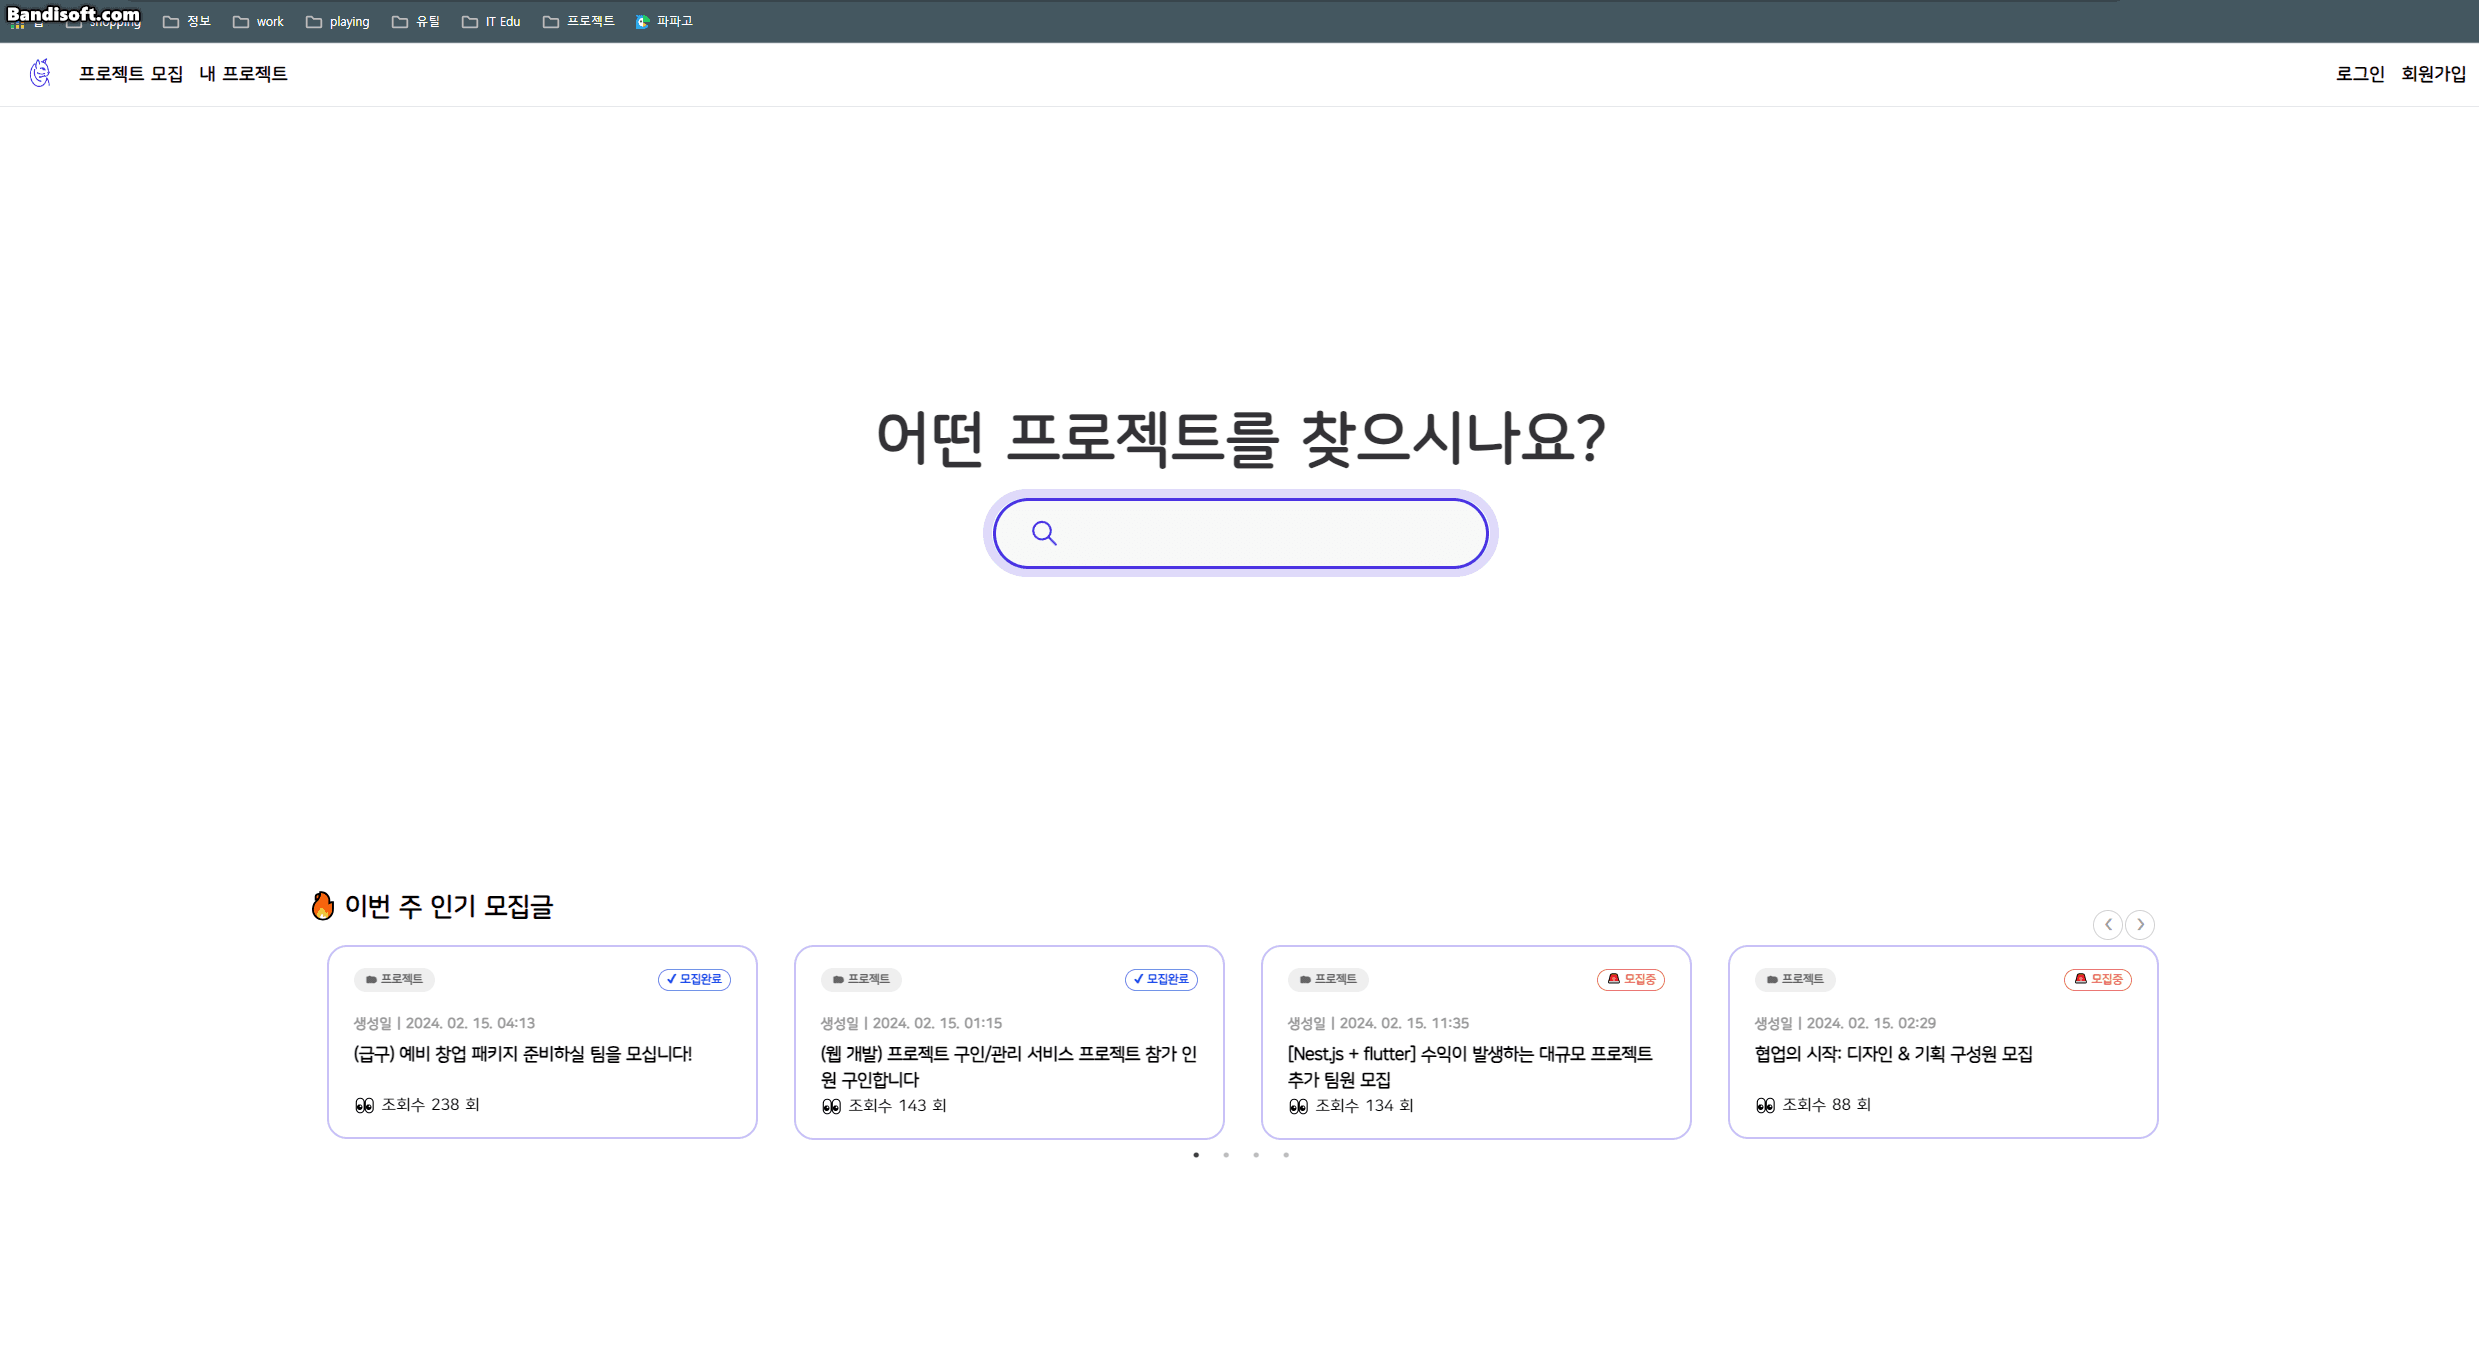 Bandisoft.com
shopping 정보 work playing 유틸 IT Edu 프로젝트 파파고
프로젝트 모집 내 프로젝트 로그인 회원가입
어떤 프로젝트를 찾으시나요?
🔥 이번 주 인기 모집글
프로젝트 ✓ 모집완료
생성일 | 2024. 02. 15. 04:13
(급구) 예비 창업 패키지 준비하실 팀을 모십니다!
👀 조회수 238 회
프로젝트 ✓ 모집완료
생성일 | 2024. 02. 15. 01:15
(웹 개발) 프로젝트 구인/관리 서비스 프로젝트 참가 인
원 구인합니다
👀 조회수 143 회
프로젝트 🚨 모집중
생성일 | 2024. 02. 15. 11:35
[Nest.js + flutter] 수익이 발생하는 대규모 프로젝트
추가 팀원 모집
👀 조회수 134 회
프로젝트 🚨 모집중
생성일 | 2024. 02. 15. 02:29
협업의 시작: 디자인 & 기획 구성원 모집
👀 조회수 88 회